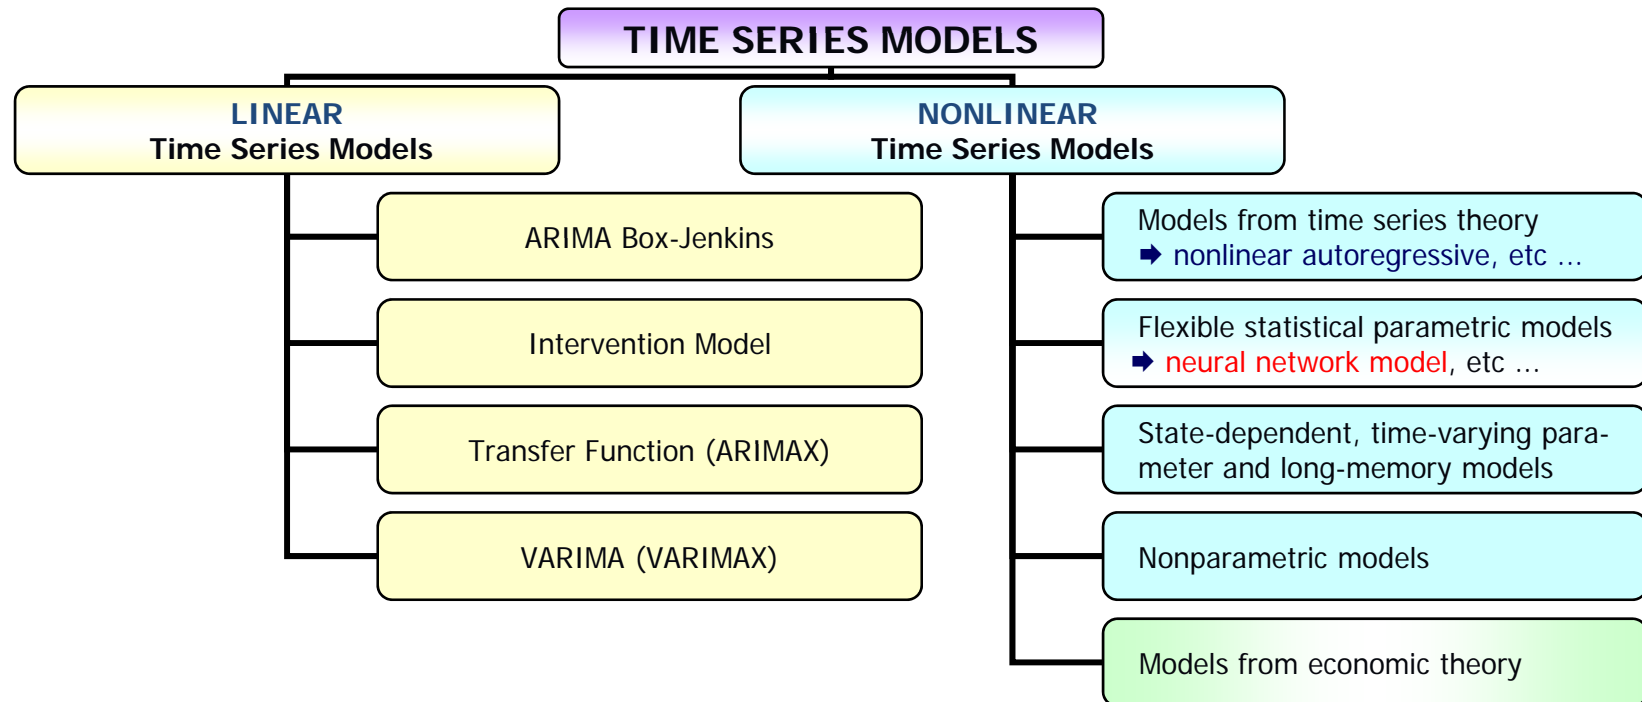 TIME SERIES MODELS
LINEAR
Time Series Models
ARIMA Box-Jenkins
Intervention Model
Transfer Function (ARIMAX)
VARIMA (VARIMAX)
NONLINEAR
Time Series Models
Models from time series theory
➨ nonlinear autoregressive, etc ...
Flexible statistical parametric models
➨ neural network model, etc ...
State-dependent, time-varying para-
meter and long-memory models
Nonparametric models
Models from economic theory